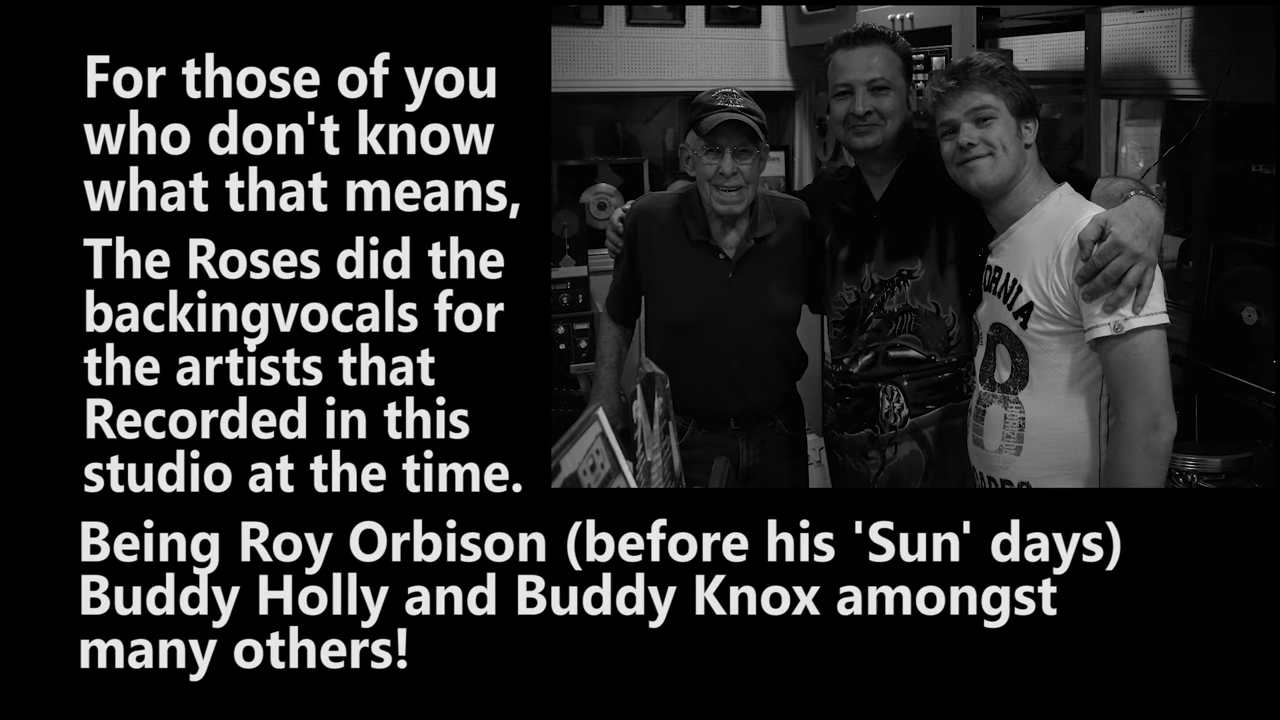 For those of you
who don't know
what that means,
The Roses did the
backingvocals for
the artists that
Recorded in this
studio at the time.
Being Roy Orbison (before his 'Sun' days)
Buddy Holly and Buddy Knox amongst
many others!